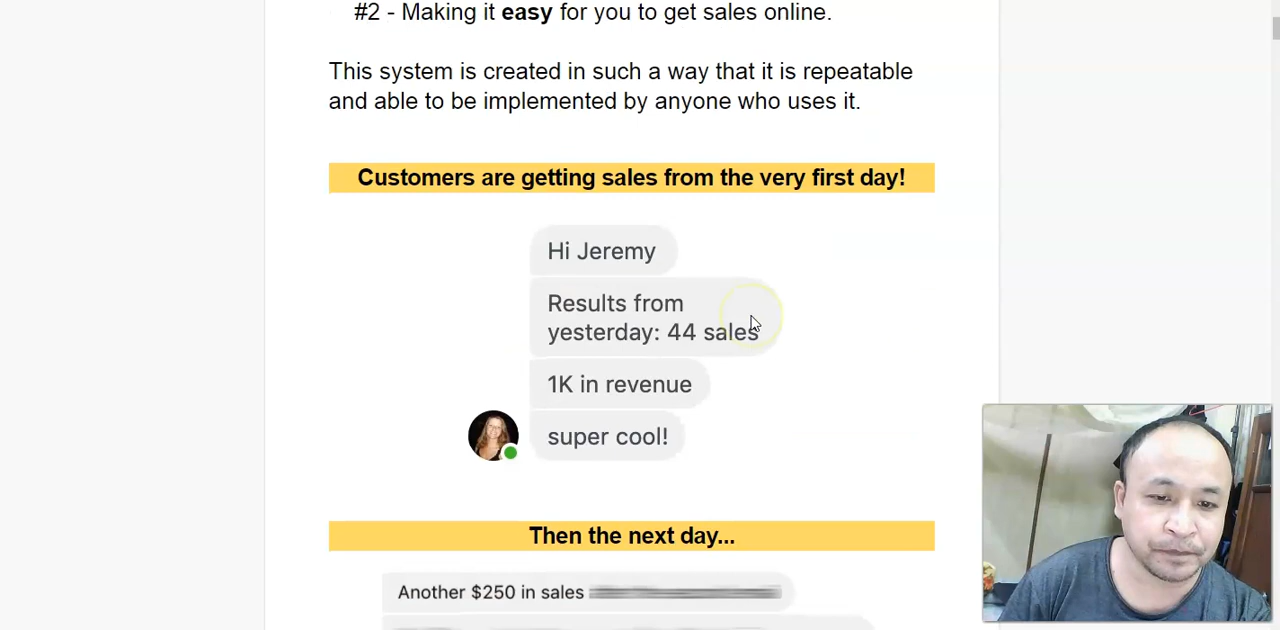 #2 - Making it easy for you to get sales online.
This system is created in such a way that it is repeatable
and able to be implemented by anyone who uses it.
Customers are getting sales from the very first day!
Hi Jeremy
Results from
yesterday: 44 sales
1K in revenue
super cool!
Then the next day...
Another $250 in sales